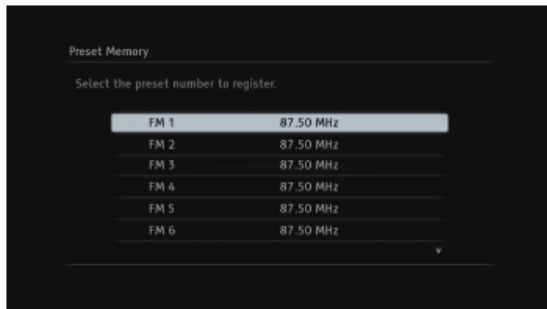 Preset Memory
Select the preset number to register.
FM 1 87.50 MHz
FM 2 87.50 MHz
FM 3 87.50 MHz
FM 4 87.50 MHz
FM 5 87.50 MHz
FM 6 87.50 MHz